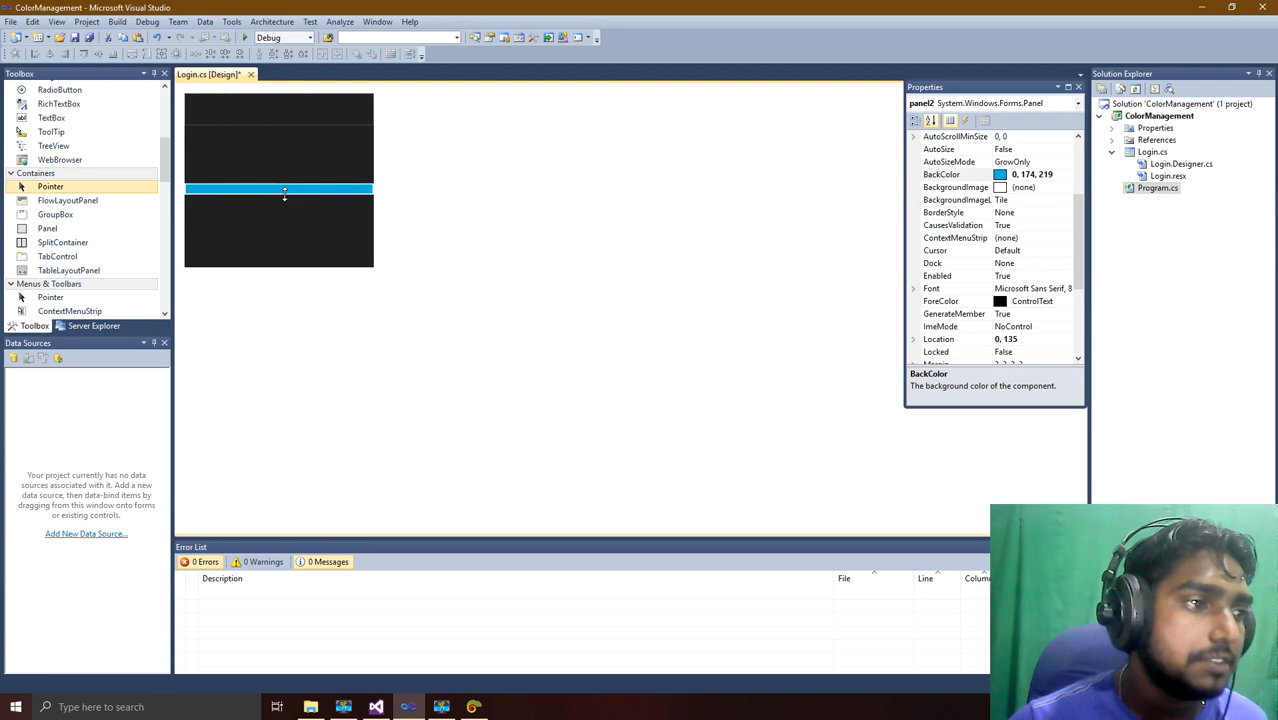 ColorManagement - Microsoft Visual Studio
File Edit View Project Build Debug Team Data Tools Architecture Test Analyze Window Help
Debug
Toolbox
RadioButton
RichTextBox
TextBox
ToolTip
TreeView
WebBrowser
Containers
Pointer
FlowLayoutPanel
GroupBox
Panel
SplitContainer
TabControl
TableLayoutPanel
Menus & Toolbars
Pointer
ContextMenuStrip
Toolbox Server Explorer
Data Sources
Your project currently has no data
sources associated with it. Add a new
data source, then data-bind items by
dragging from this window onto forms
or existing controls.
Add New Data Source...
Login.cs [Design]*
Properties
panel2 System.Windows.Forms.Panel
AutoScrollMinSize 0, 0
AutoSize False
AutoSizeMode GrowOnly
BackColor 0, 174, 219
BackgroundImage (none)
BackgroundImageL Tile
BorderStyle None
CausesValidation True
ContextMenuStrip (none)
Cursor Default
Dock None
Enabled True
Font Microsoft Sans Serif, 8
ForeColor ControlText
GenerateMember True
ImeMode NoControl
Location 0, 135
Locked False
BackColor
The background color of the component.
Solution Explorer
Solution 'ColorManagement' (1 project)
ColorManagement
Properties
References
Login.cs
Login.Designer.cs
Login.resx
Program.cs
Error List
0 Errors 0 Warnings 0 Messages
Description File Line Colum
Type here to search